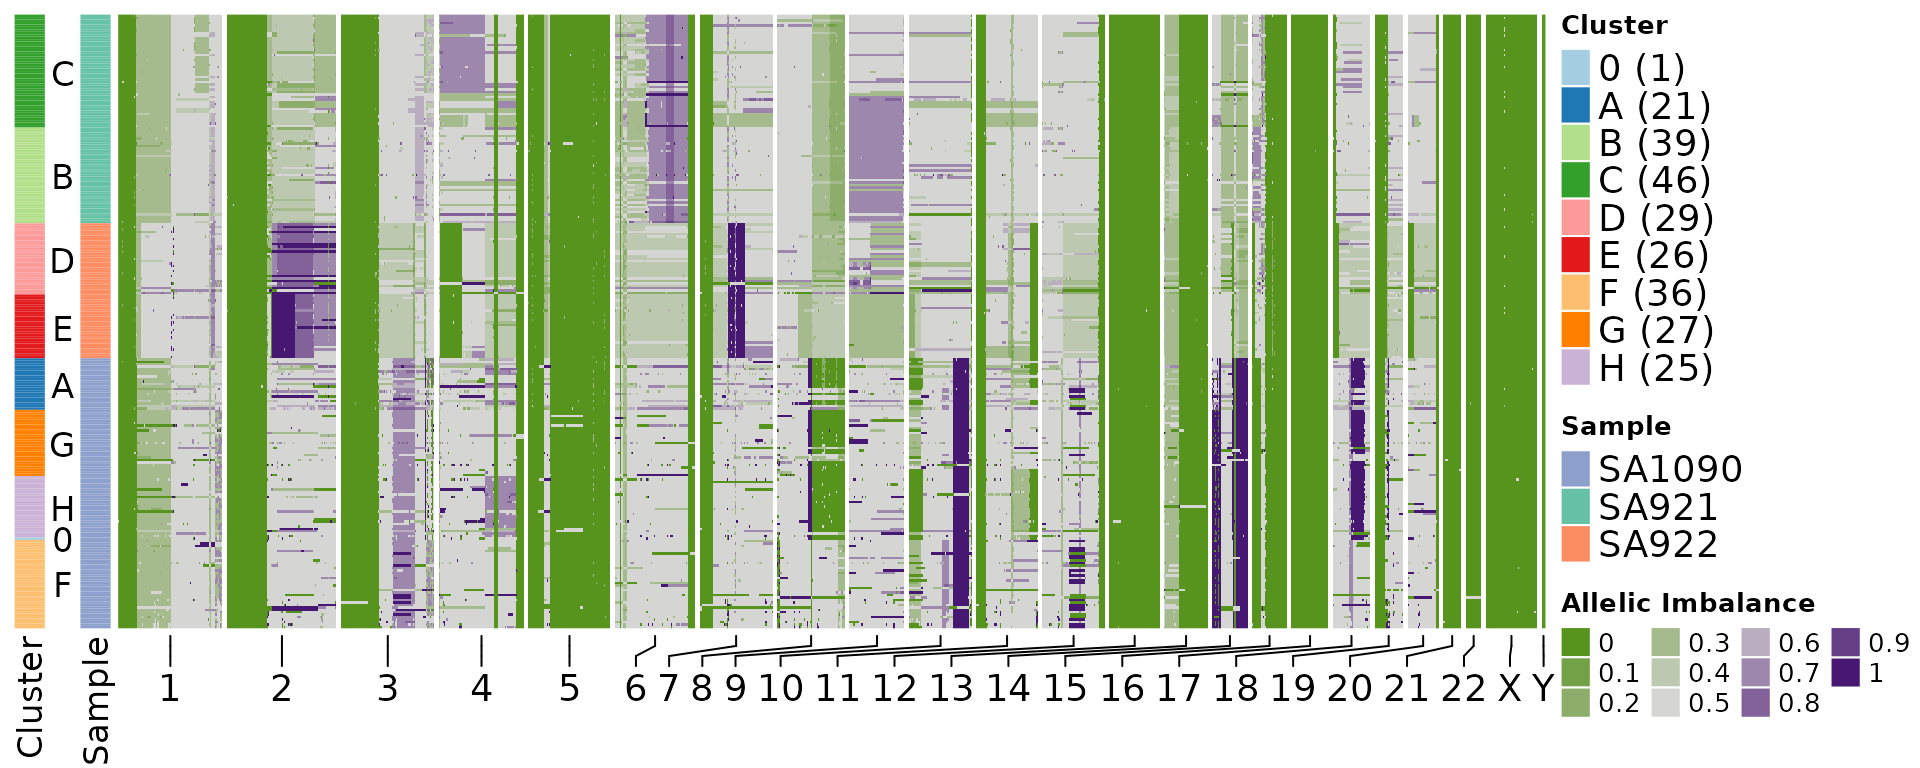 C
B
D
E
A
G
H
0
F
Cluster
Sample
1 2 3 4 5 6 7 8 9 10 11 12 13 14 15 16 17 18 19 20 21 22 X Y
Cluster
0 (1)
A (21)
B (39)
C (46)
D (29)
E (26)
F (36)
G (27)
H (25)
Sample
SA1090
SA921
SA922
Allelic Imbalance
0 0.3 0.6 0.9
0.1 0.4 0.7 1
0.2 0.5 0.8